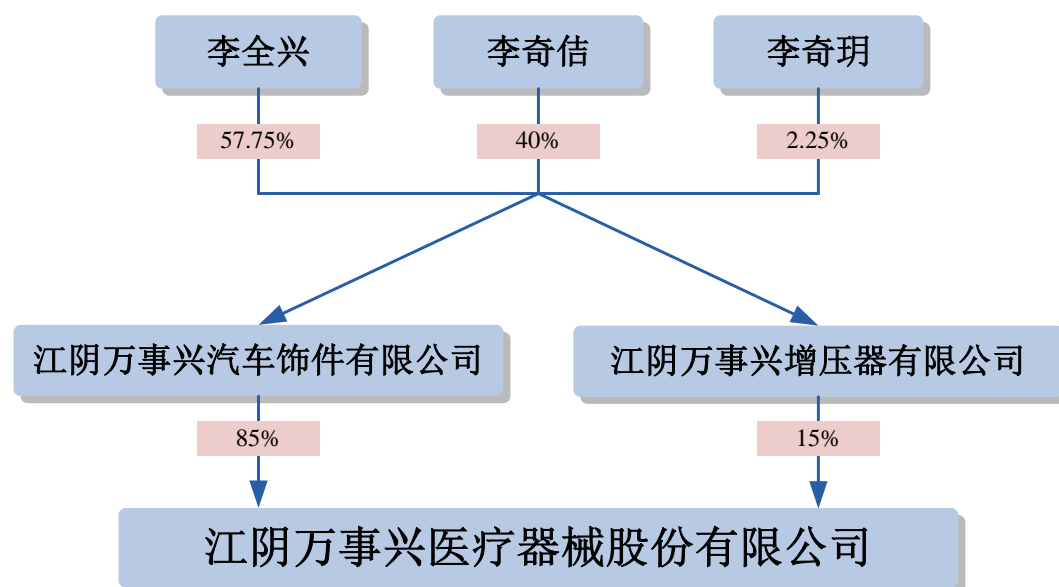 李全兴
李奇佶
李奇玥
57.75%
40%
2.25%
江阴万事兴汽车饰件有限公司
江阴万事兴增压器有限公司
85%
15%
江阴万事兴医疗器械股份有限公司